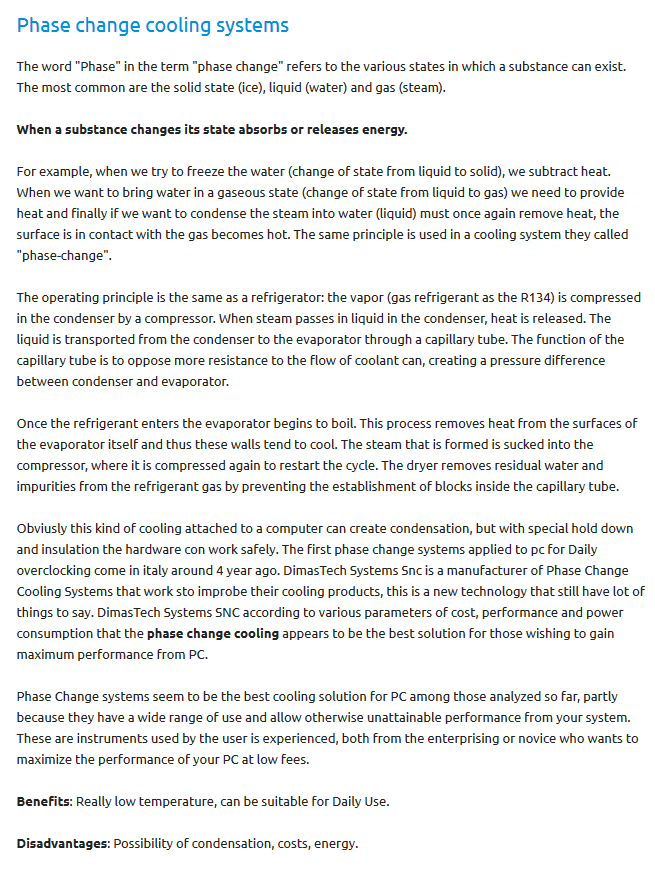 Phase change cooling systems
The word "Phase" in the term "phase change" refers to the various states in which a substance can exist.
The most common are the solid state (ice), liquid (water) and gas (steam).
When a substance changes its state absorbs or releases energy.
For example, when we try to freeze the water (change of state from liquid to solid), we subtract heat.
When we want to bring water in a gaseous state (change of state from liquid to gas) we need to provide
heat and finally if we want to condense the steam into water (liquid) must once again remove heat, the
surface is in contact with the gas becomes hot. The same principle is used in a cooling system they called
"phase-change".
The operating principle is the same as a refrigerator: the vapor (gas refrigerant as the R134) is compressed
in the condenser by a compressor. When steam passes in liquid in the condenser, heat is released. The
liquid is transported from the condenser to the evaporator through a capillary tube. The function of the
capillary tube is to oppose more resistance to the flow of coolant can, creating a pressure difference
between condenser and evaporator.
Once the refrigerant enters the evaporator begins to boil. This process removes heat from the surfaces of
the evaporator itself and thus these walls tend to cool. The steam that is formed is sucked into the
compressor, where it is compressed again to restart the cycle. The dryer removes residual water and
impurities from the refrigerant gas by preventing the establishment of blocks inside the capillary tube.
Obviusly this kind of cooling attached to a computer can create condensation, but with special hold down
and insulation the hardware con work safely. The first phase change systems applied to pc for Daily
overclocking come in italy around 4 year ago. DimasTech Systems Snc is a manufacturer of Phase Change
Cooling Systems that work sto improbe their cooling products, this is a new technology that still have lot of
things to say. DimasTech Systems SNC according to various parameters of cost, performance and power
consumption that the phase change cooling appears to be the best solution for those wishing to gain
maximum performance from PC.
Phase Change systems seem to be the best cooling solution for PC among those analyzed so far, partly
because they have a wide range of use and allow otherwise unattainable performance from your system.
These are instruments used by the user is experienced, both from the enterprising or novice who wants to
maximize the performance of your PC at low fees.
Benefits: Really low temperature, can be suitable for Daily Use.
Disadvantages: Possibility of condensation, costs, energy.